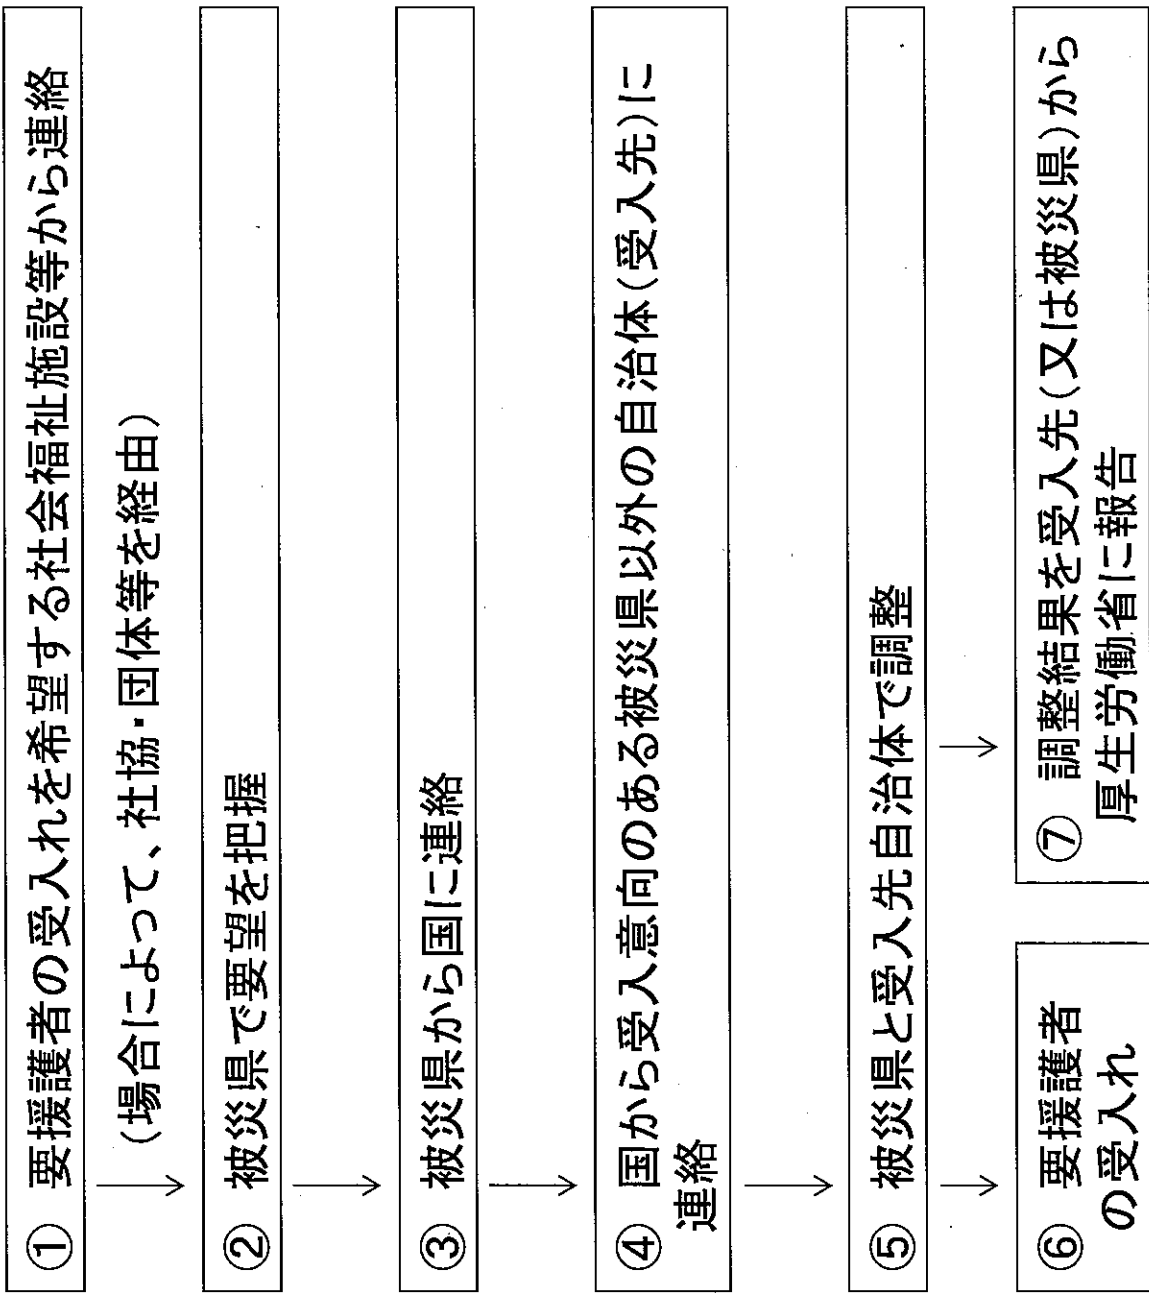 ① 要援護者の受入れを希望する社会福祉施設等から連絡
(場合によって、社協・団体等を経由)
② 被災県で要望を把握
③ 被災県から国に連絡
④ 国から受入意向のある被災県以外の自治体(受入先)に
連絡
⑤ 被災県と受入先自治体で調整
⑥ 要援護者
の受入れ
⑦ 調整結果を受入先(又は被災県)から
厚生労働省に報告